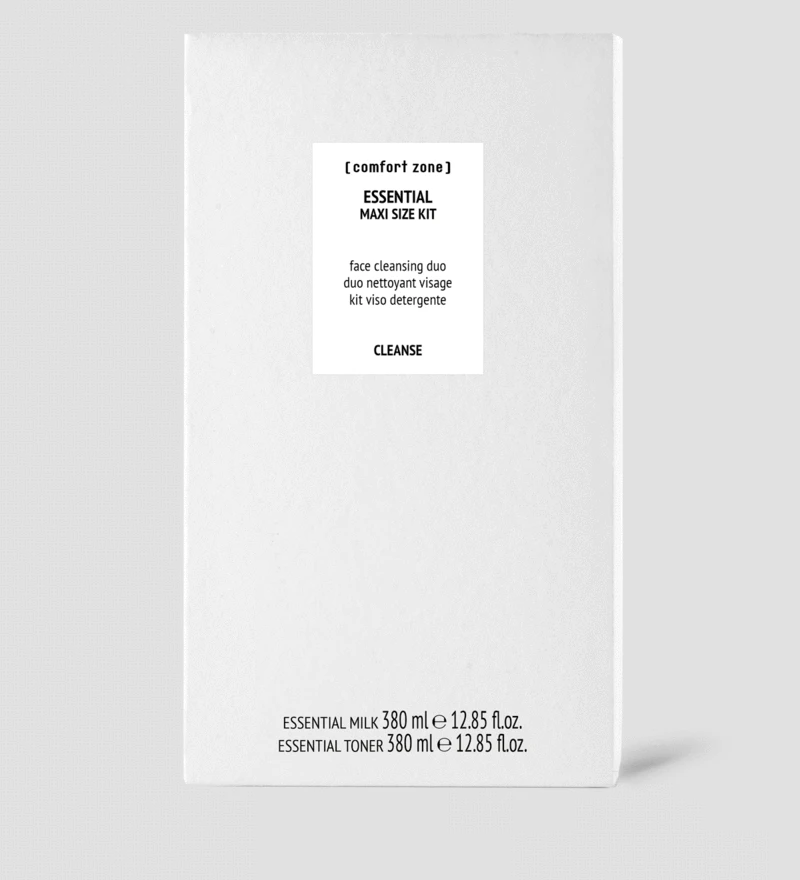 [comfort zone]
ESSENTIAL
MAXI SIZE KIT
face cleansing duo
duo nettoyant visage
kit viso detergente
CLEANSE
ESSENTIAL MILK 380 ml ℮ 12.85 fl.oz.
ESSENTIAL TONER 380 ml ℮ 12.85 fl.oz.